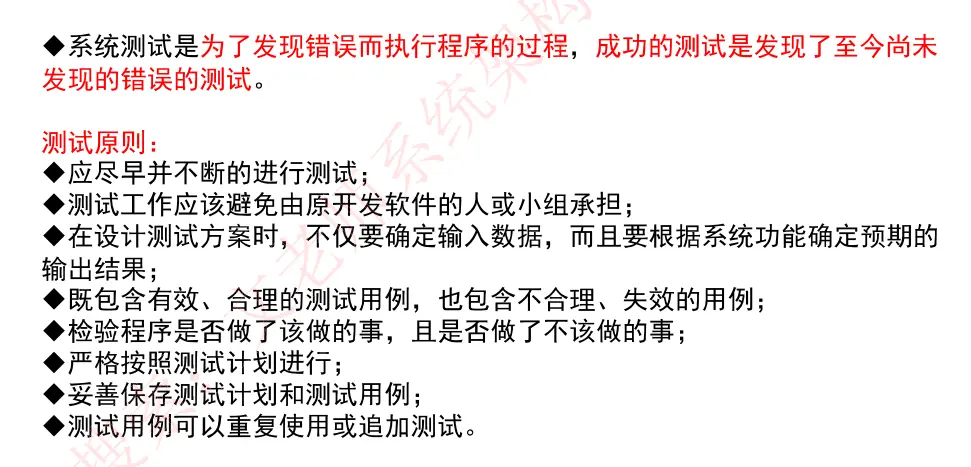 ◆系统测试是为了发现错误而执行程序的过程，成功的测试是发现了至今尚未
发现的错误的测试。
测试原则：
◆应尽早并不断的进行测试；
◆测试工作应该避免由原开发软件的人或小组承担；
◆在设计测试方案时，不仅要确定输入数据，而且要根据系统功能确定预期的
输出结果；
◆既包含有效、合理的测试用例，也包含不合理、失效的用例；
◆检验程序是否做了该做的事，且是否做了不该做的事；
◆严格按照测试计划进行；
◆妥善保存测试计划和测试用例；
◆测试用例可以重复使用或追加测试。